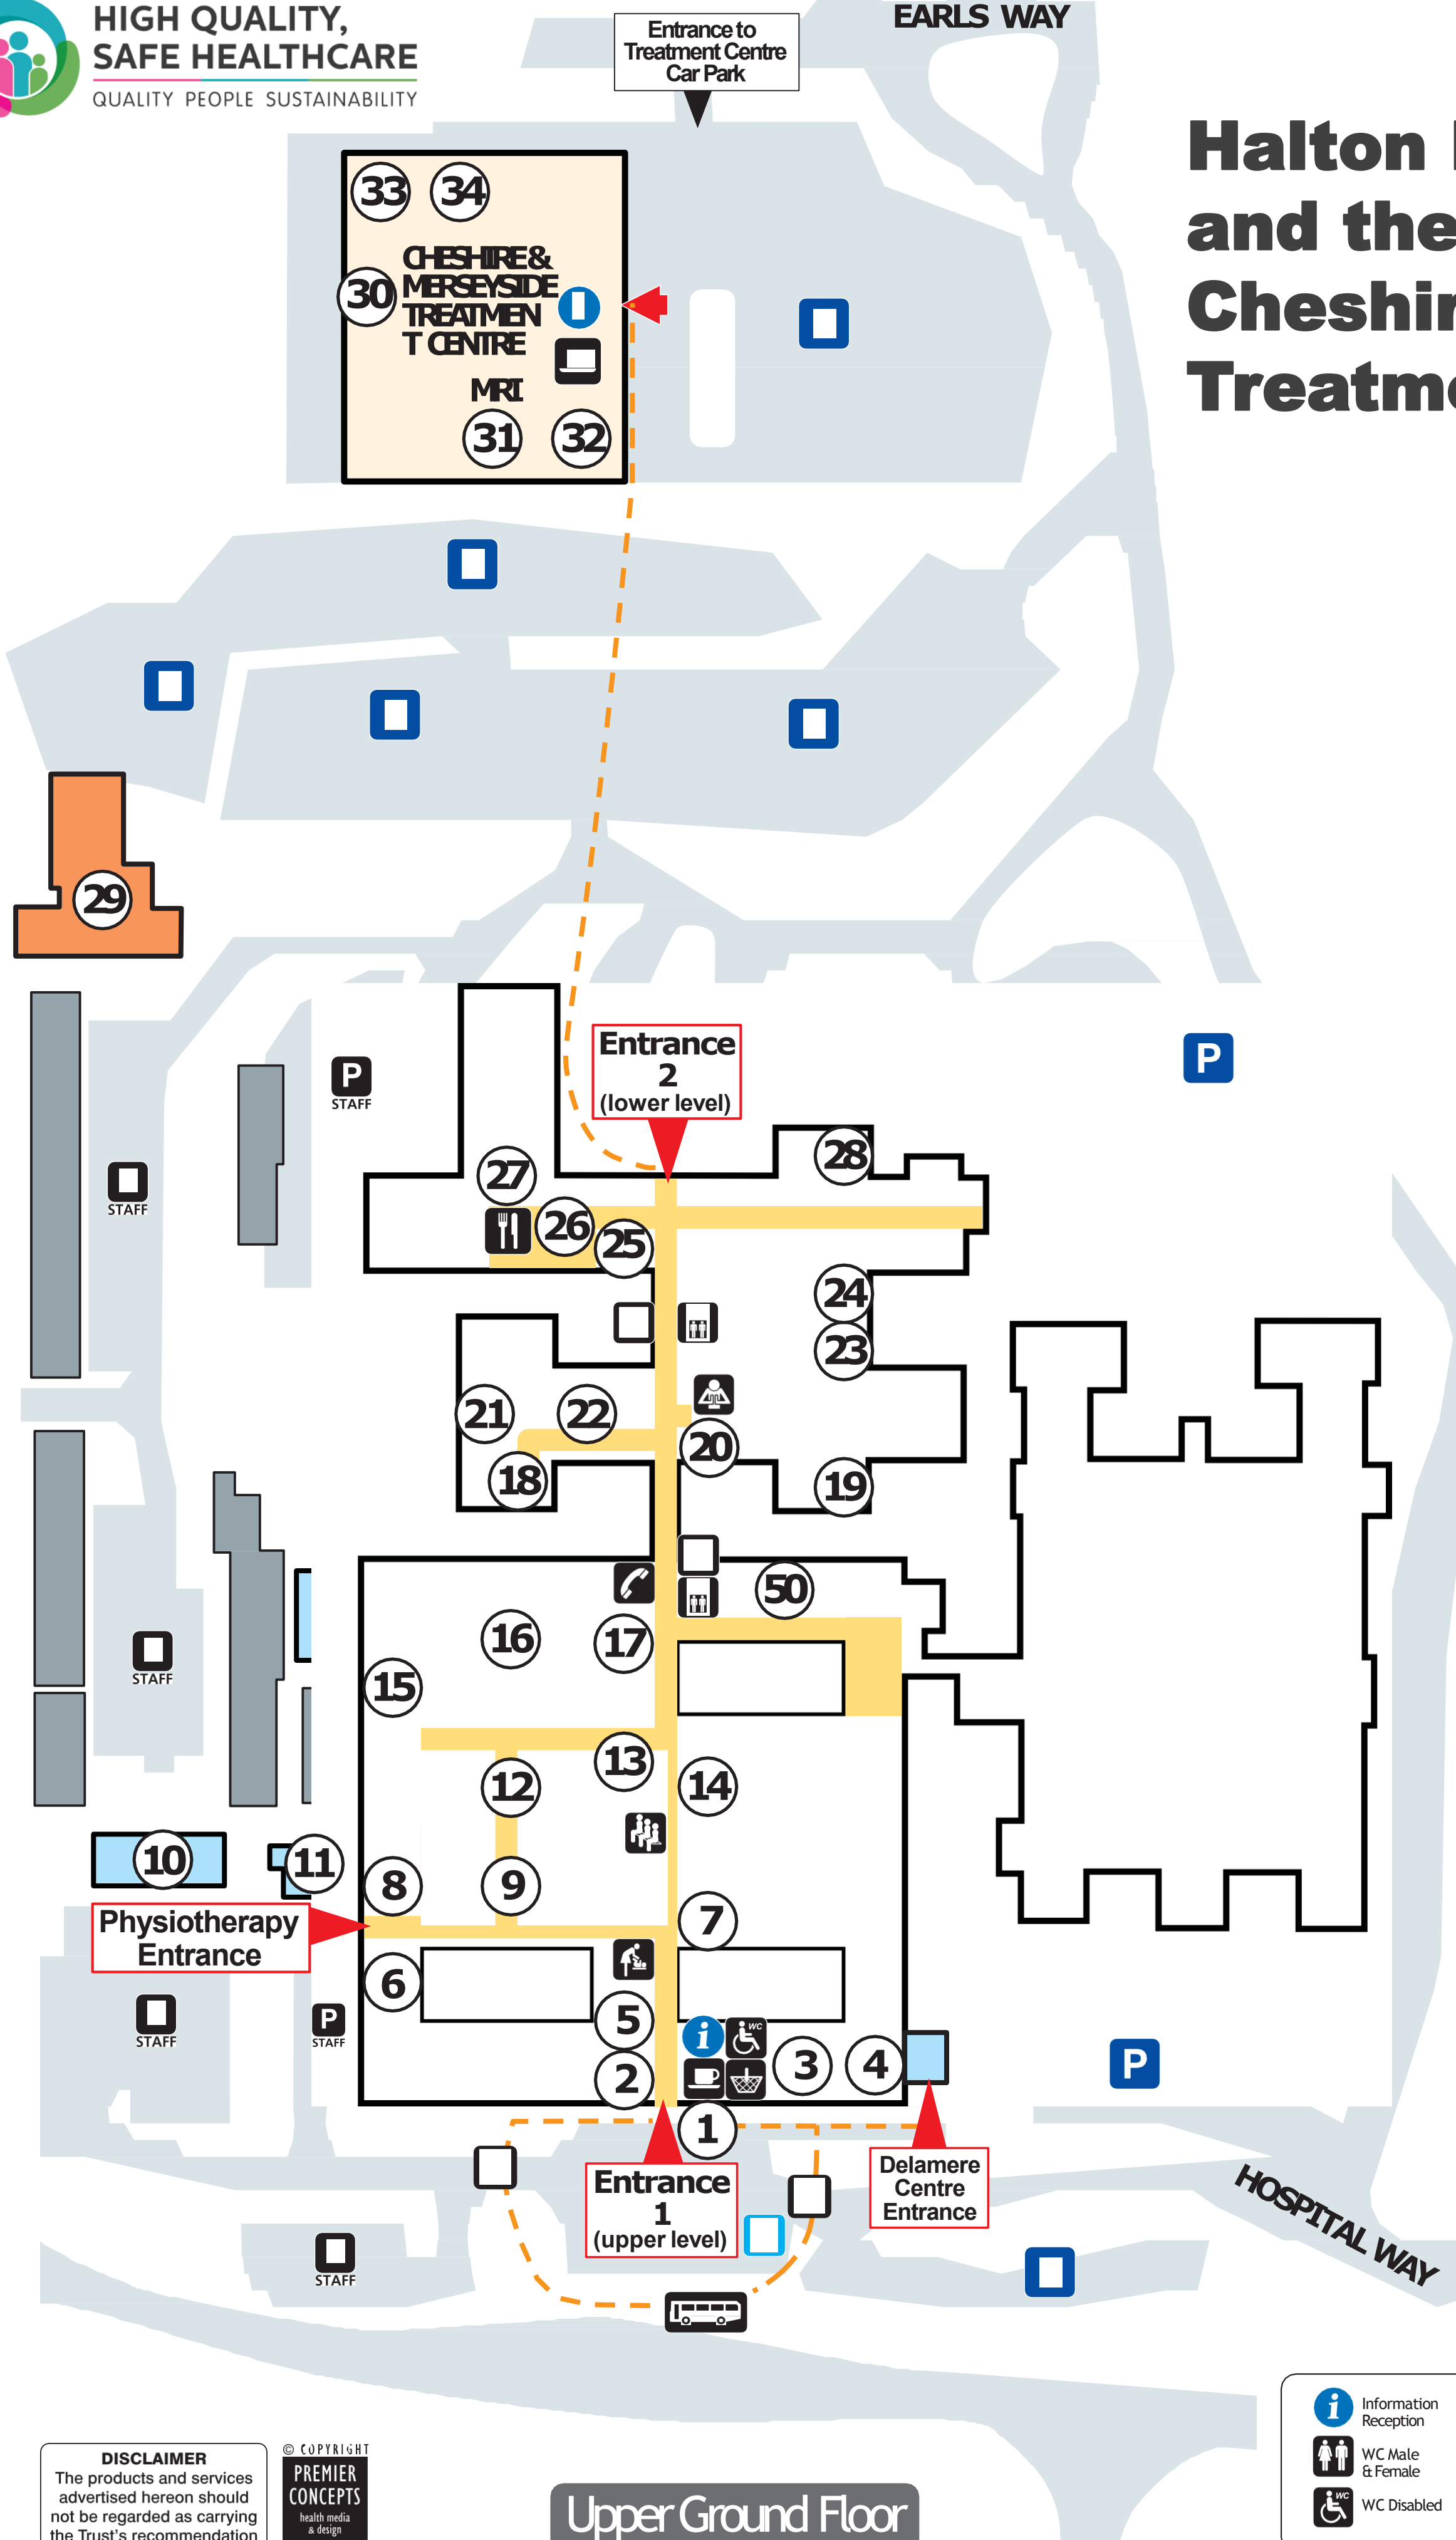 HIGH QUALITY,
SAFE HEALTHCARE
QUALITY PEOPLE SUSTAINABILITY
Entrance to
Treatment Centre
Car Park
EARLS WAY
Halton
and the
Cheshir
Treatme
33
34
CHESHIRE &
MERSEYSIDE
TREATMEN
T CENTRE
30
MRI
31
32
29
Entrance
2
(lower level)
P
STAFF
P
STAFF
28
27
26
25
24
23
21
22
20
18
19
50
16
17
15
STAFF
13
12
14
10
11
8
9
7
Physiotherapy
Entrance
6
5
i
WC
STAFF
P
STAFF
2
3
4
P
1
Entrance
1
(upper level)
Delamere
Centre
Entrance
HOSPITAL WAY
STAFF
i
Information
Reception
WC Male
& Female
WC
WC Disabled
DISCLAIMER
The products and services
advertised hereon should
not be regarded as carrying
the Trust's recommendation
© COPYRIGHT
PREMIER
CONCEPTS
health media
& design
Upper Ground Floor